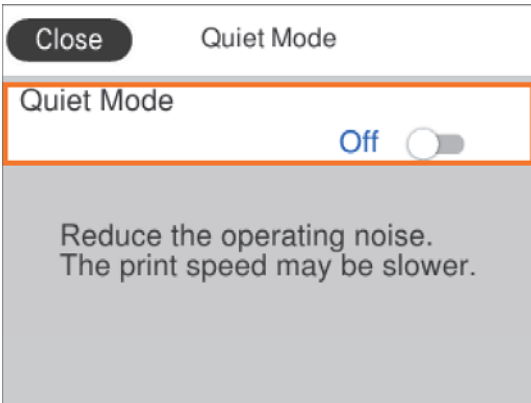 Close Quiet Mode
Quiet Mode
Off
Reduce the operating noise.
The print speed may be slower.